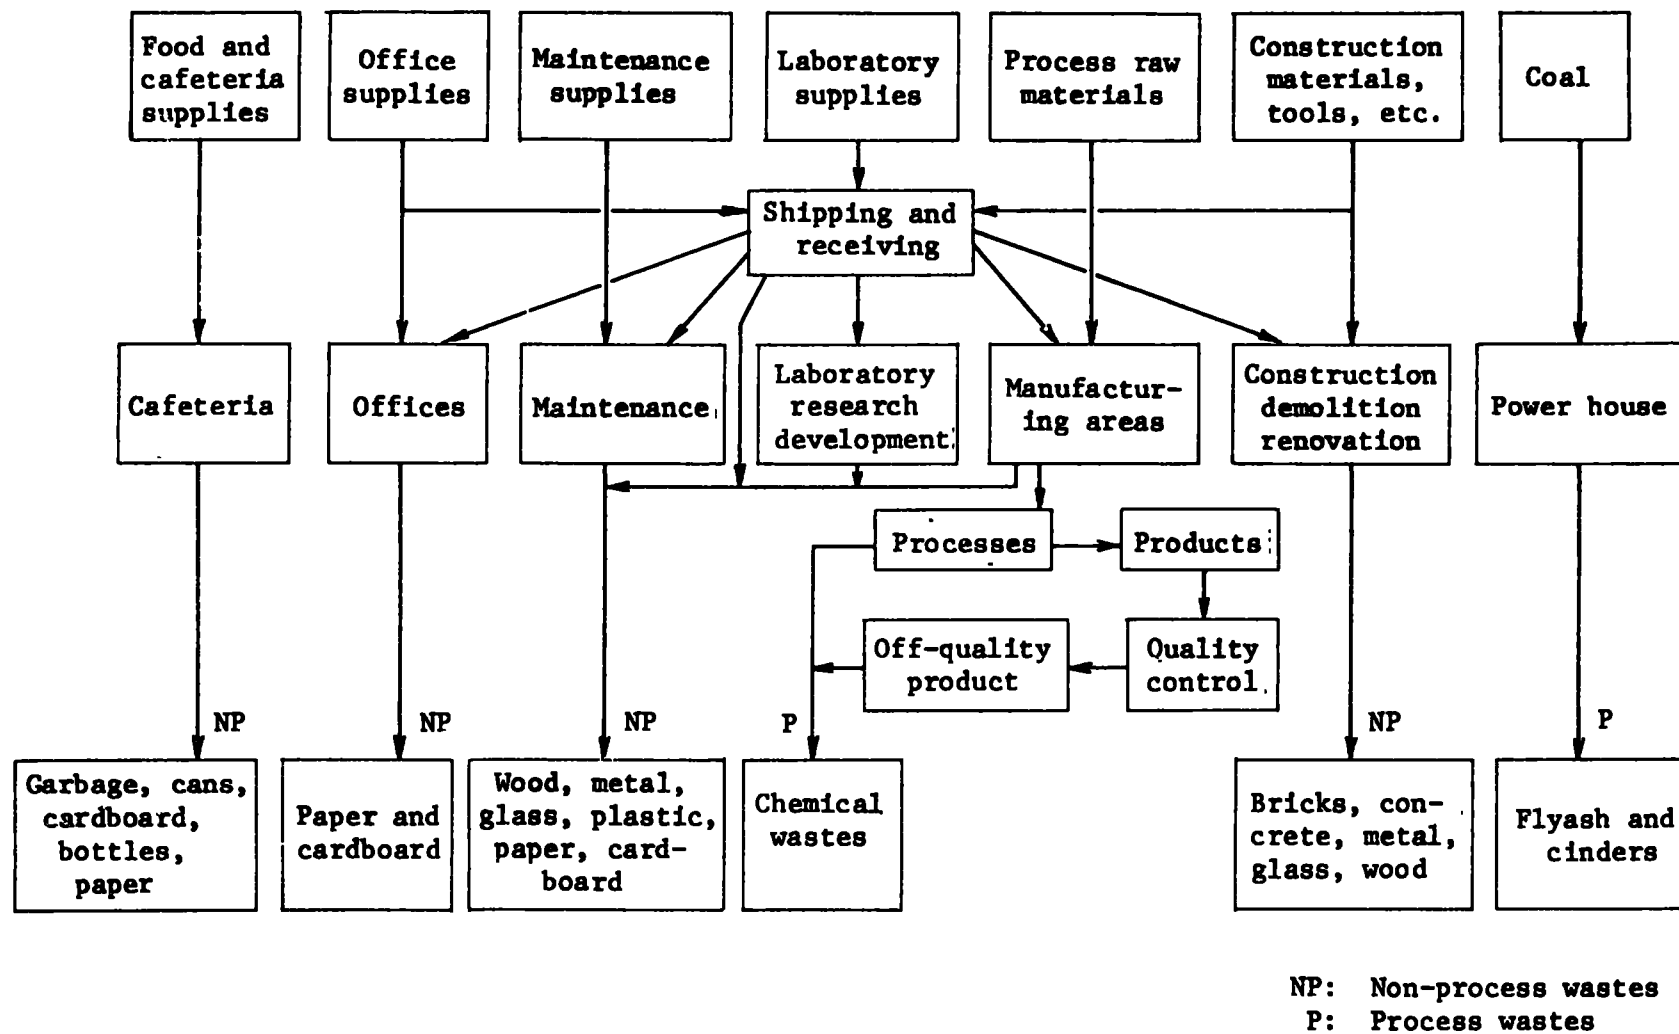 Food and
cafeteria
supplies
Office
supplies
Maintenance
supplies
Laboratory
supplies
Process raw
materials
Construction
materials,
tools, etc.
Coal
Shipping and
receiving
Cafeteria
Offices
Maintenance
Laboratory
research
development
Manufactur-
ing areas
Construction
demolition
renovation
Power house
Processes
Products
Off-quality
product
Quality
control
NP
NP
NP
P
NP
P
Garbage, cans,
cardboard,
bottles,
paper
Paper and
cardboard
Wood, metal,
glass, plastic,
paper, card-
board
Chemical
wastes
Bricks, con-
crete, metal,
glass, wood
Flyash and
cinders
NP: Non-process wastes
P: Process wastes